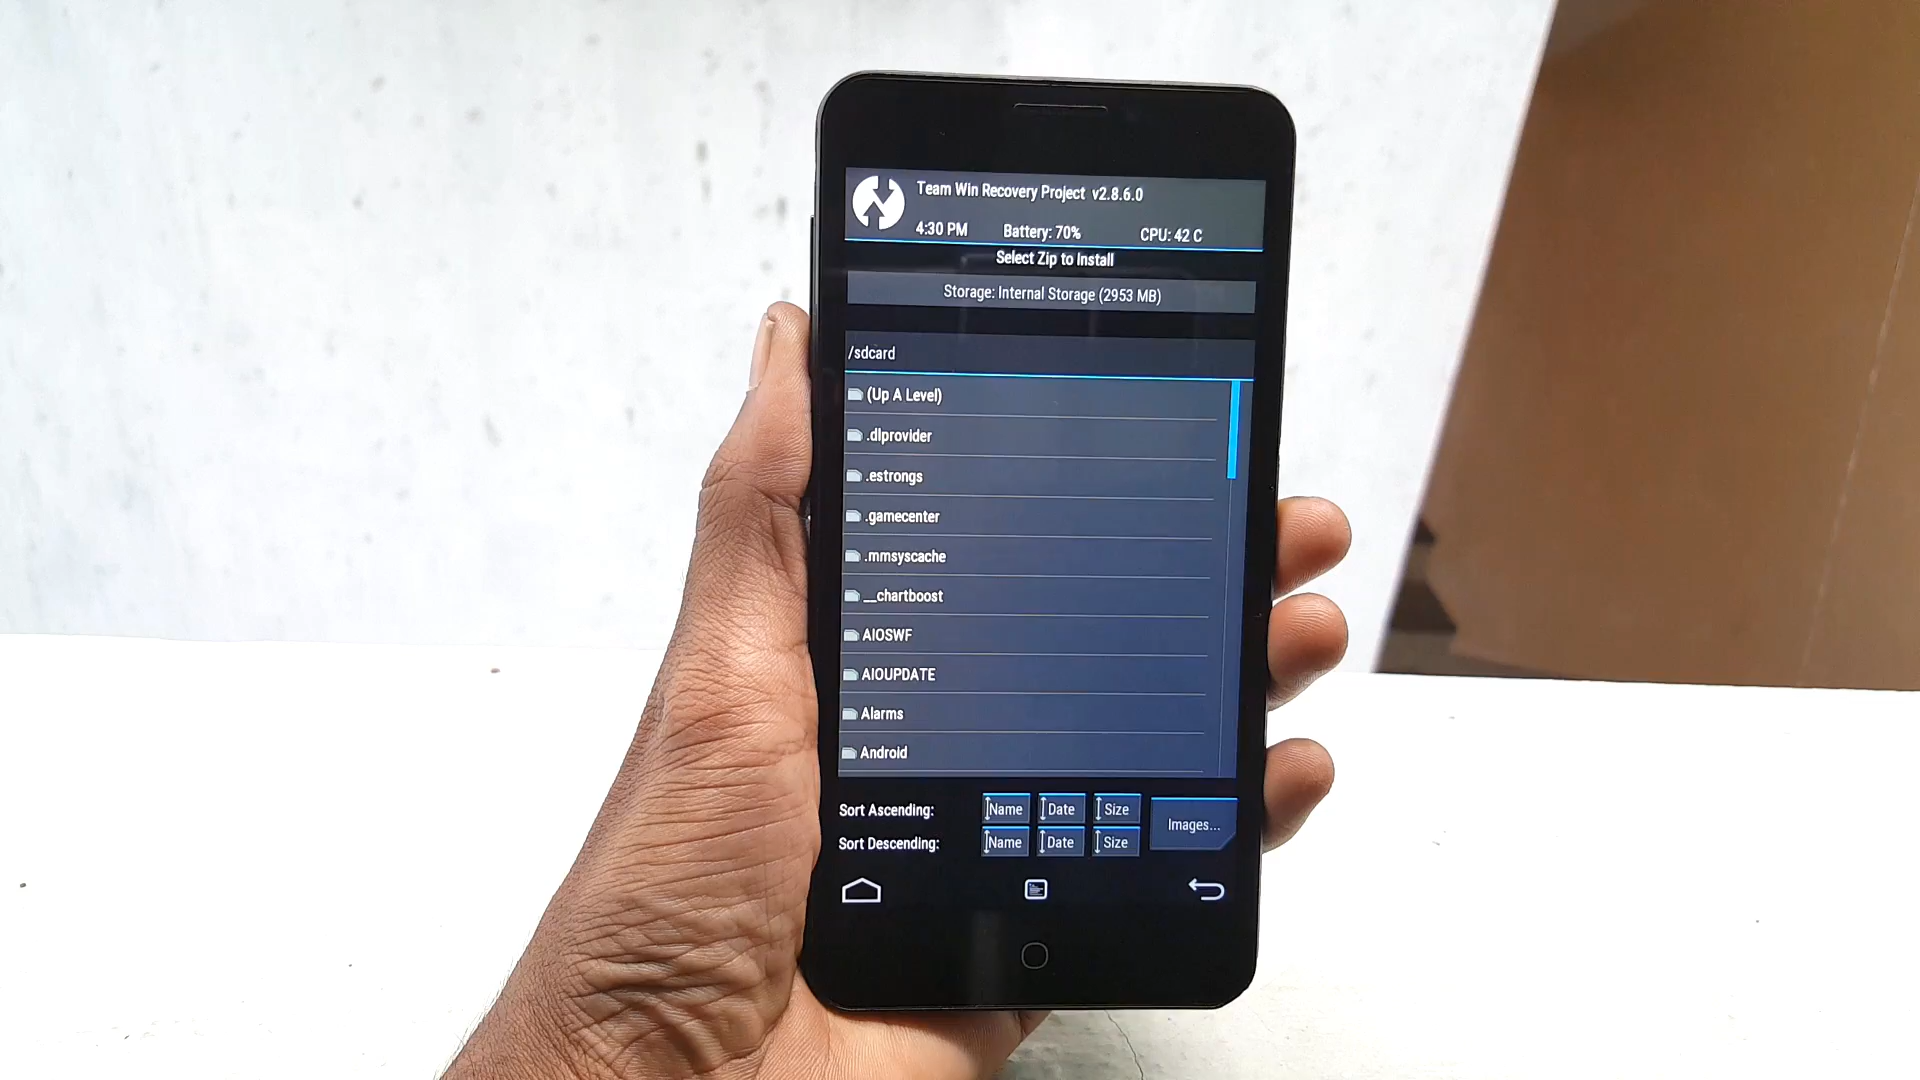 Team Win Recovery Project v2.8.6.0
4:30 PM Battery: 70% CPU: 42 C
Select Zip to Install
Storage: Internal Storage (2953 MB)
/sdcard
(Up A Level)
.dlprovider
.estrongs
.gamecenter
.mmsyscache
__chartboost
AIOSWF
AIOUPDATE
Alarms
Android
Sort Ascending: Name Date Size
Images...
Sort Descending: Name Date Size